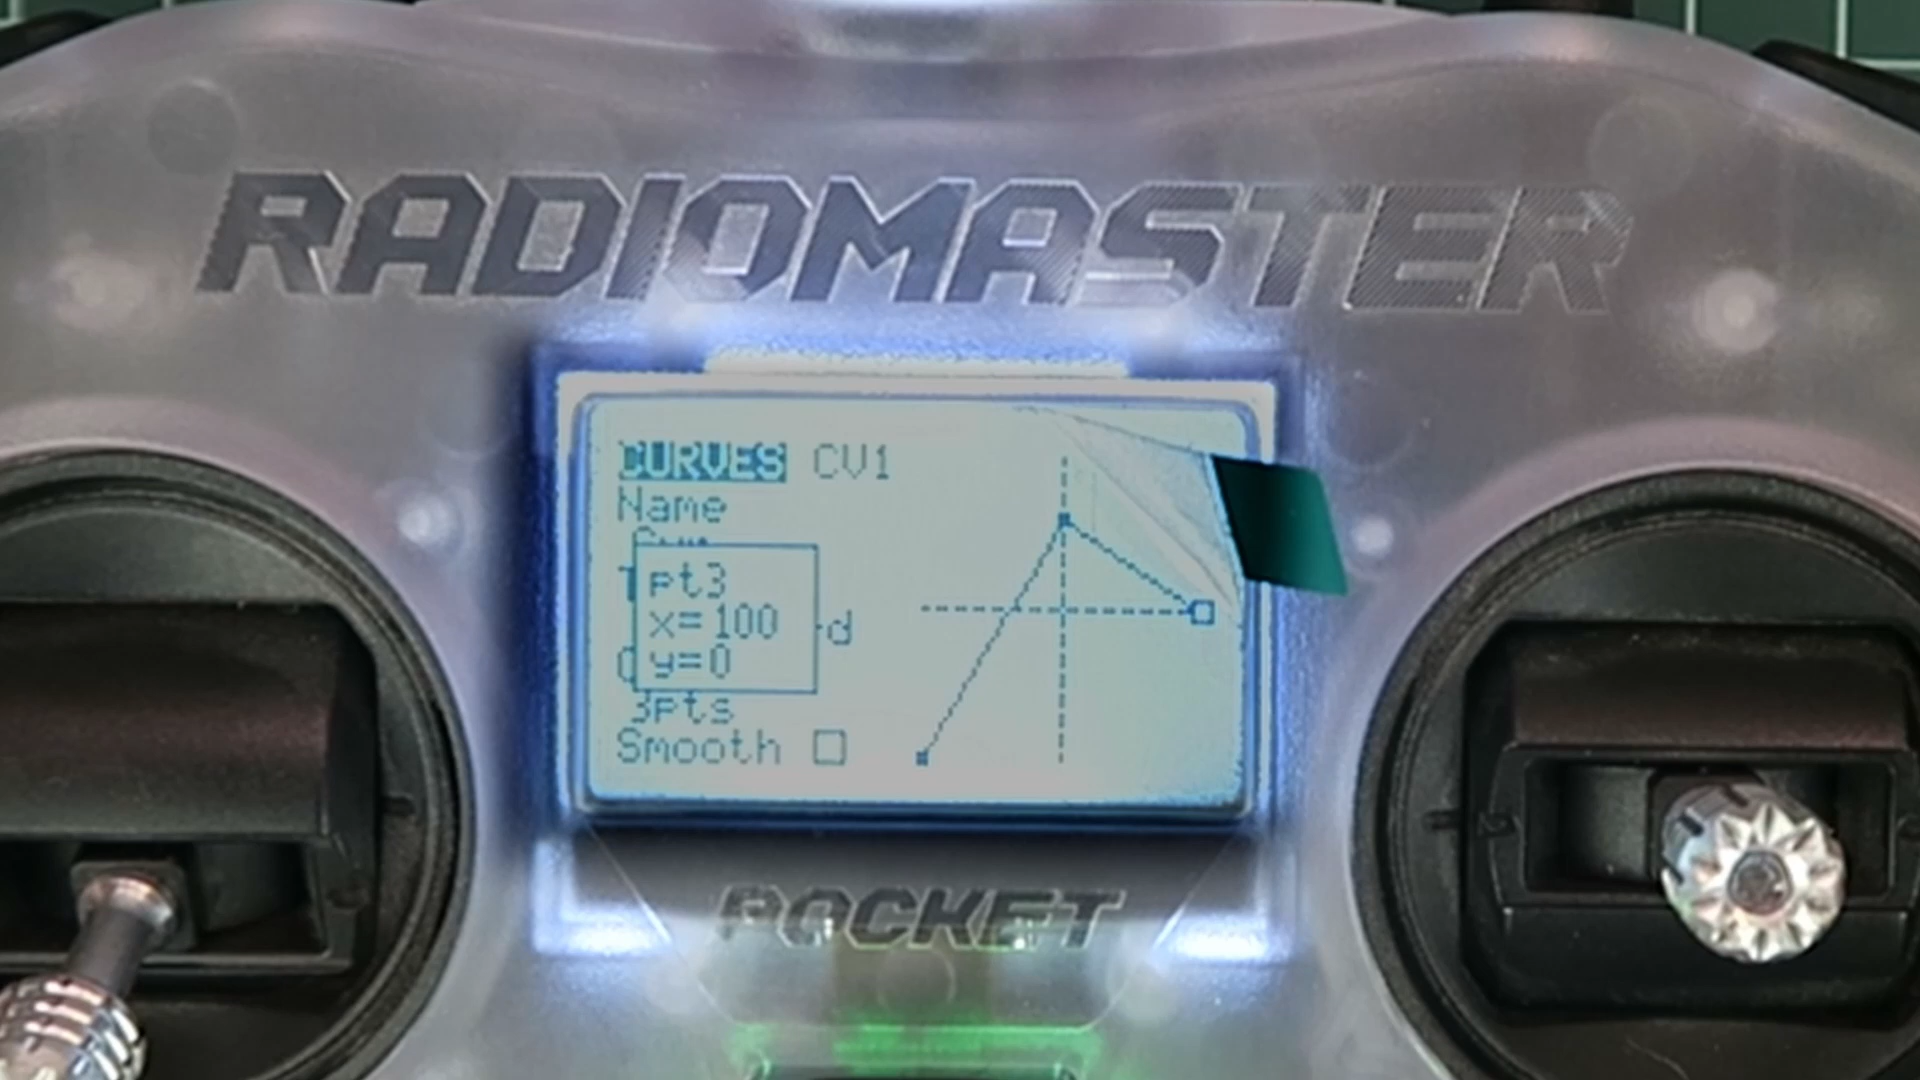 RADIOMASTER
CURVES CV1
Name
pt3
x=100
y=0
d
3pts
Smooth
POCKET